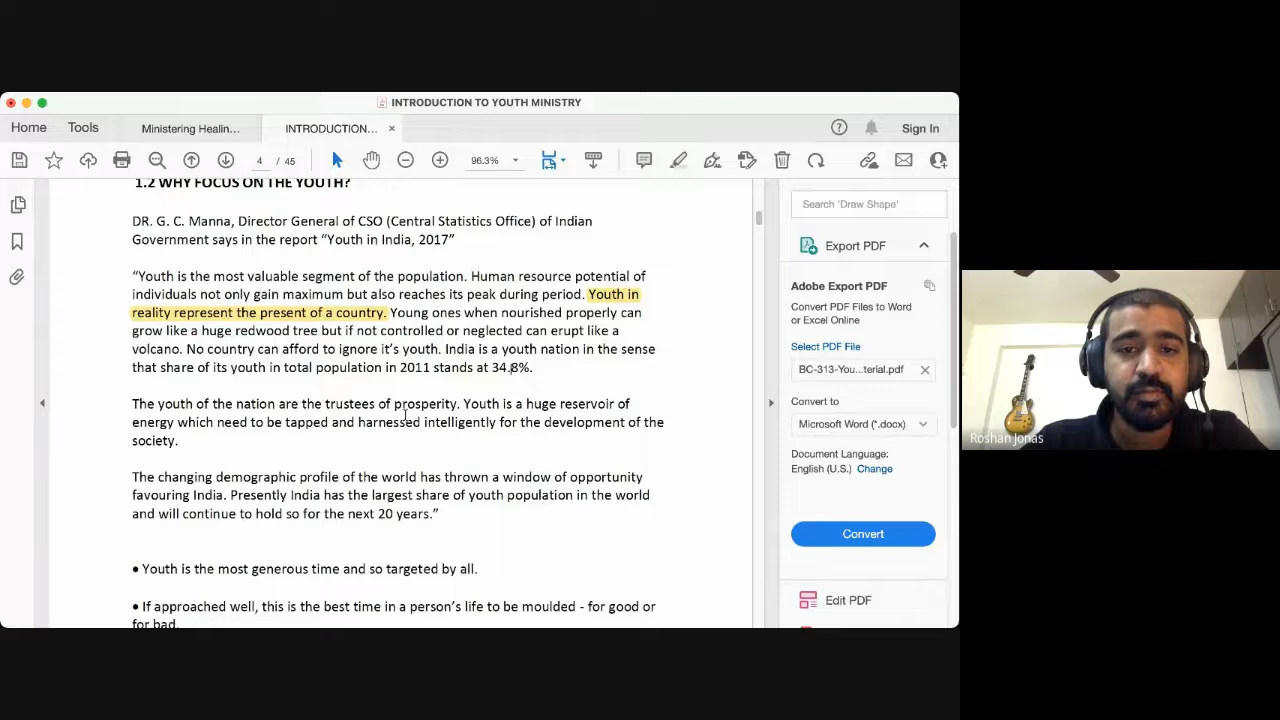 INTRODUCTION TO YOUTH MINISTRY
Home Tools Ministering Healin... INTRODUCTION... × Sign In
4 / 45 96.3%
1.2 WHY FOCUS ON THE YOUTH?
DR. G. C. Manna, Director General of CSO (Central Statistics Office) of Indian
Government says in the report “Youth in India, 2017”
“Youth is the most valuable segment of the population. Human resource potential of
individuals not only gain maximum but also reaches its peak during period. Youth in
reality represent the present of a country. Young ones when nourished properly can
grow like a huge redwood tree but if not controlled or neglected can erupt like a
volcano. No country can afford to ignore it’s youth. India is a youth nation in the sense
that share of its youth in total population in 2011 stands at 34.8%.
The youth of the nation are the trustees of prosperity. Youth is a huge reservoir of
energy which need to be tapped and harnessed intelligently for the development of the
society.
The changing demographic profile of the world has thrown a window of opportunity
favouring India. Presently India has the largest share of youth population in the world
and will continue to hold so for the next 20 years.”
• Youth is the most generous time and so targeted by all.
• If approached well, this is the best time in a person’s life to be moulded - for good or
for bad.
Search 'Draw Shape'
Export PDF
Adobe Export PDF
Convert PDF Files to Word
or Excel Online
Select PDF File
BC-313-You...terial.pdf
Convert to
Microsoft Word (*.docx)
Document Language:
English (U.S.) Change
Convert
Edit PDF
Roshan Jonas